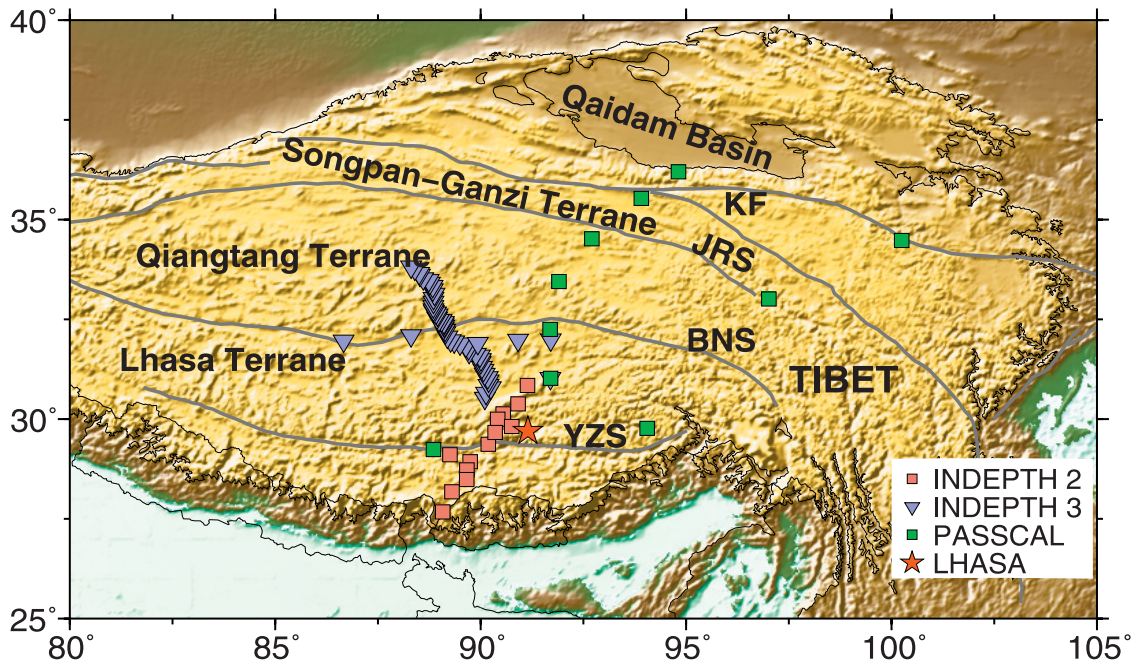 40°
Qaidam Basin
Songpan–Ganzi Terrane
KF
35°
JRS
Qiangtang Terrane
BNS
Lhasa Terrane
TIBET
30°
YZS
INDEPTH 2
INDEPTH 3
PASSCAL
LHASA
25°
80° 85° 90° 95° 100° 105°